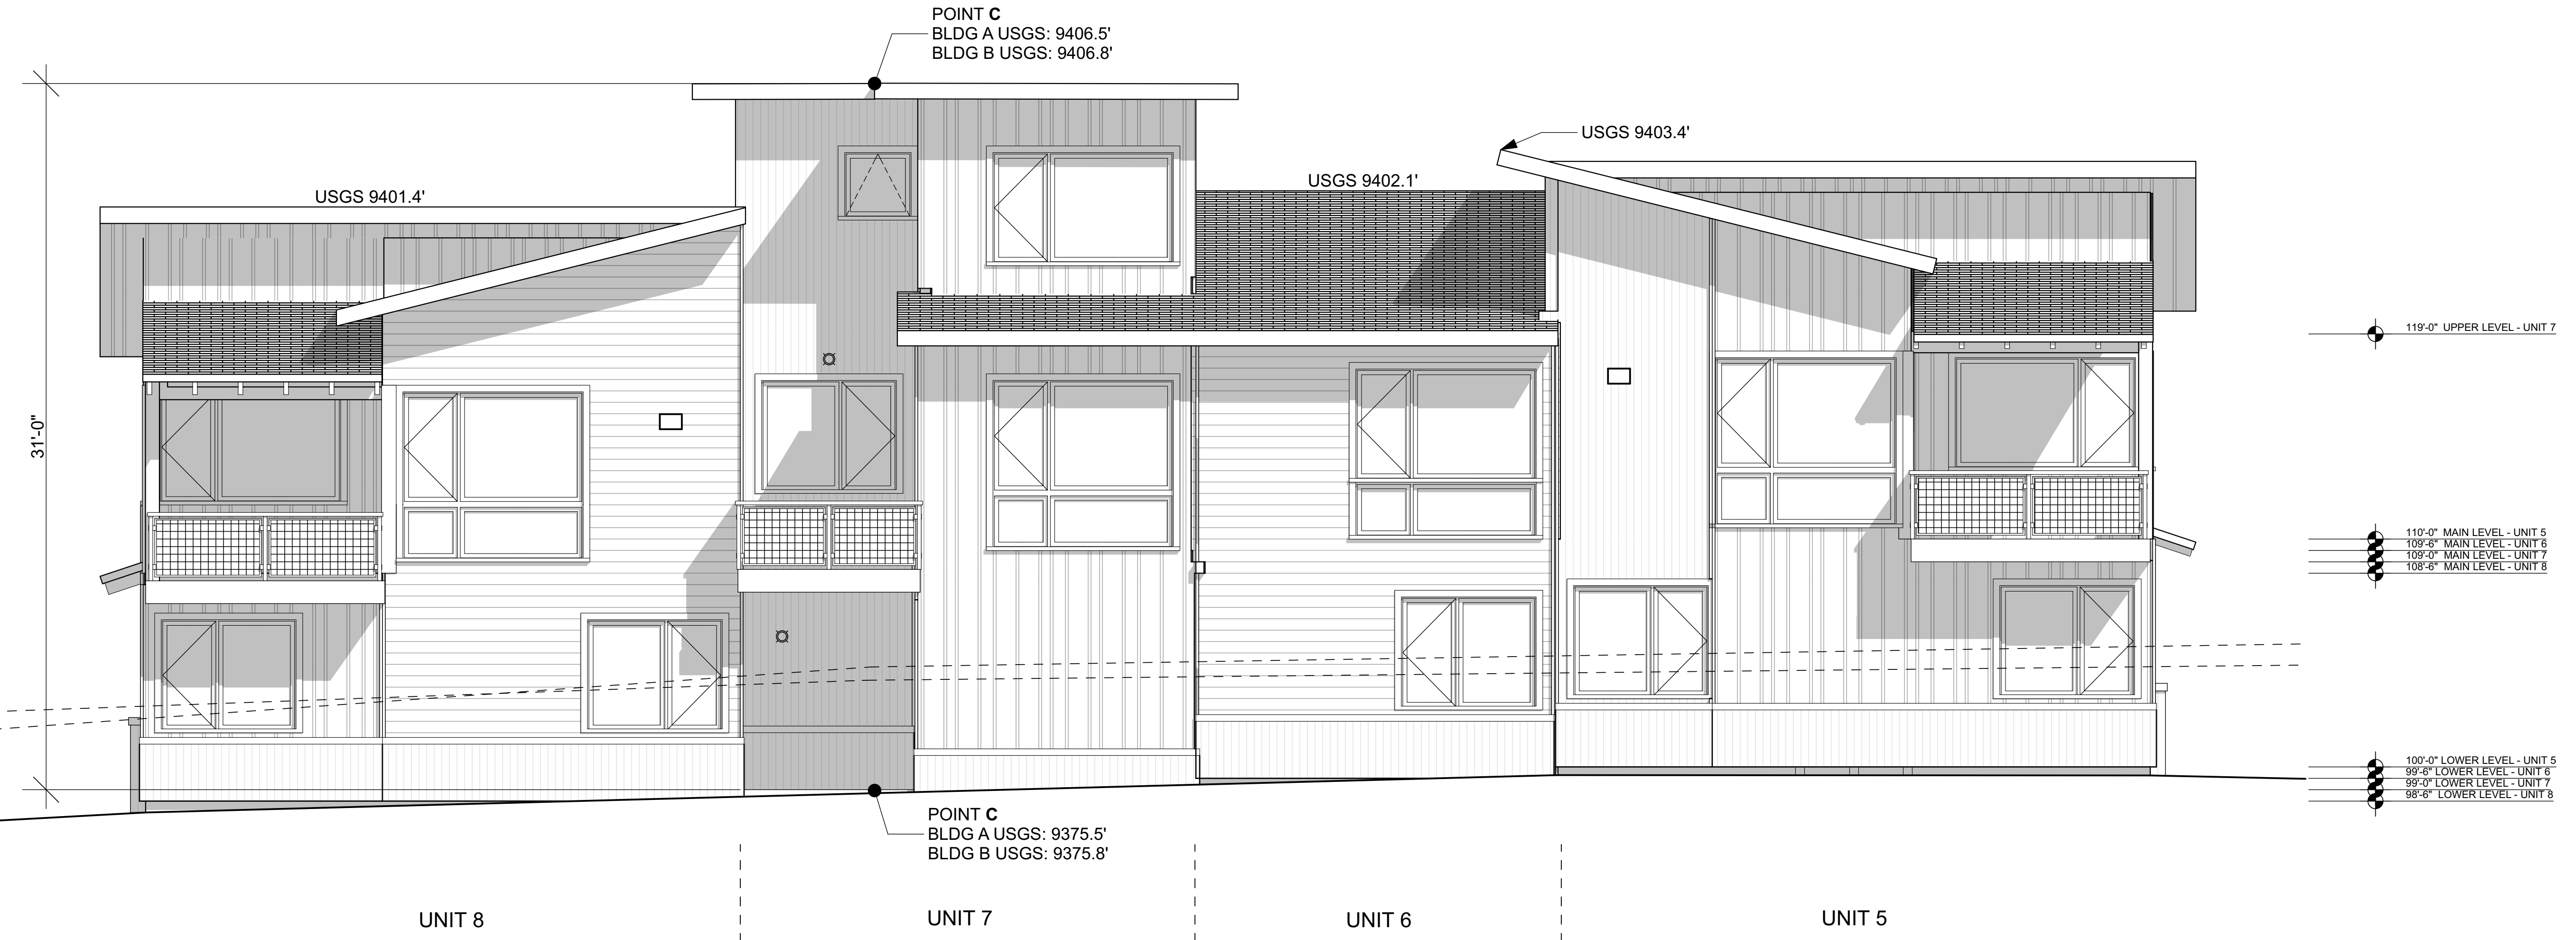 POINT C
BLDG A USGS: 9406.5'
BLDG B USGS: 9406.8'
USGS 9403.4'
USGS 9402.1'
USGS 9401.4'
31'-0"
119'-0" UPPER LEVEL - UNIT 7
110'-0" MAIN LEVEL - UNIT 5
109'-6" MAIN LEVEL - UNIT 6
109'-0" MAIN LEVEL - UNIT 7
108'-6" MAIN LEVEL - UNIT 8
100'-0" LOWER LEVEL - UNIT 5
99'-6" LOWER LEVEL - UNIT 6
99'-0" LOWER LEVEL - UNIT 7
98'-6" LOWER LEVEL - UNIT 8
POINT C
BLDG A USGS: 9375.5'
BLDG B USGS: 9375.8'
UNIT 8
UNIT 7
UNIT 6
UNIT 5